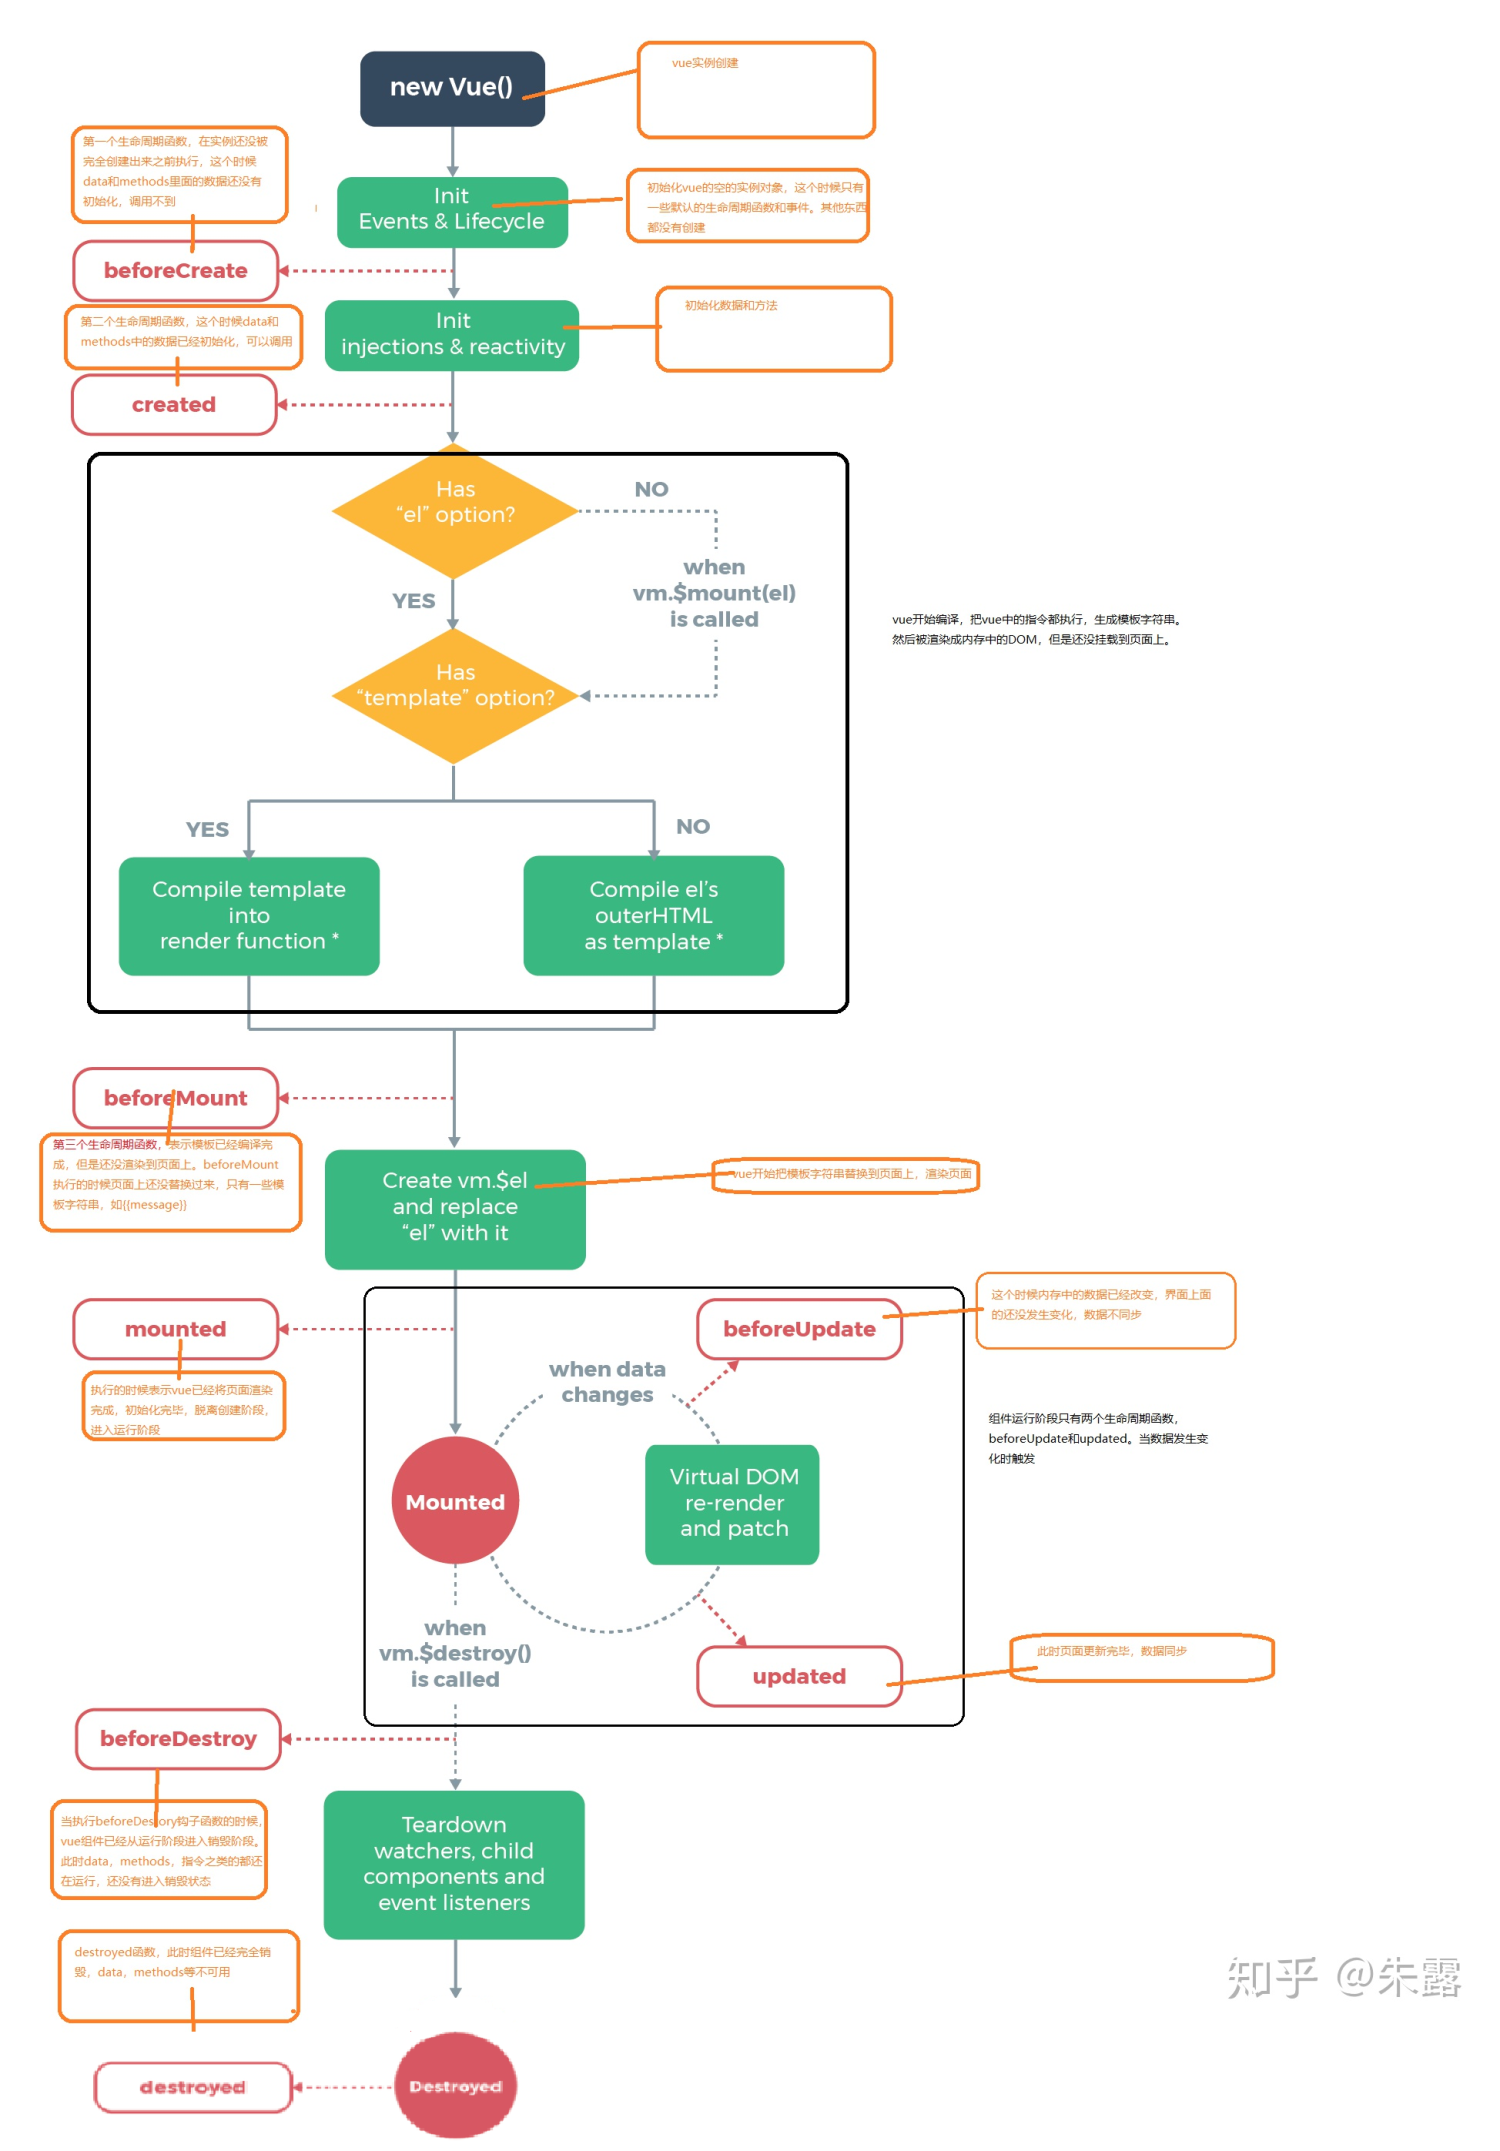 new Vue()
vue实例创建
第一个生命周期函数，在实例还没被
完全创建出来之前执行，这个时候
data和methods里面的数据还没有
初始化，调用不到
Init
Events & Lifecycle
初始化vue的空的实例对象，这个时候只有
一些默认的生命周期函数和事件。其他东西
都没有创建
beforeCreate
第二个生命周期函数，这个时候data和
methods中的数据已经初始化，可以调用
Init
injections & reactivity
初始化数据和方法
created
Has
“el” option?
NO
when
vm.$mount(el)
is called
YES
vue开始编译，把vue中的指令都执行，生成模板字符串。
然后被渲染成内存中的DOM，但是还没挂载到页面上。
Has
“template” option?
YES
NO
Compile template
into
render function *
Compile el’s
outerHTML
as template *
beforeMount
第三个生命周期函数，表示模板已经编译完
成，但是还没渲染到页面上。beforeMount
执行的时候页面上还没替换过来，只有一些模
板字符串，如{{message}}
Create vm.$el
and replace
“el” with it
vue开始把模板字符串替换到页面上，渲染页面
mounted
执行的时候表示vue已经将页面渲染
完成，初始化完毕，脱离创建阶段，
进入运行阶段
beforeUpdate
这个时候内存中的数据已经改变，界面上面
的还没发生变化，数据不同步
when data
changes
组件运行阶段只有两个生命周期函数，
beforeUpdate和updated。当数据发生变
化时触发
Mounted
Virtual DOM
re-render
and patch
when
vm.$destroy()
is called
updated
此时页面更新完毕，数据同步
beforeDestroy
当执行beforeDestory钩子函数的时候，
vue组件已经从运行阶段进入销毁阶段。
此时data，methods，指令之类的都还
在运行，还没有进入销毁状态
Teardown
watchers, child
components and
event listeners
destroyed函数，此时组件已经完全销
毁，data，methods等不可用
destroyed
Destroyed
知乎 @朱露